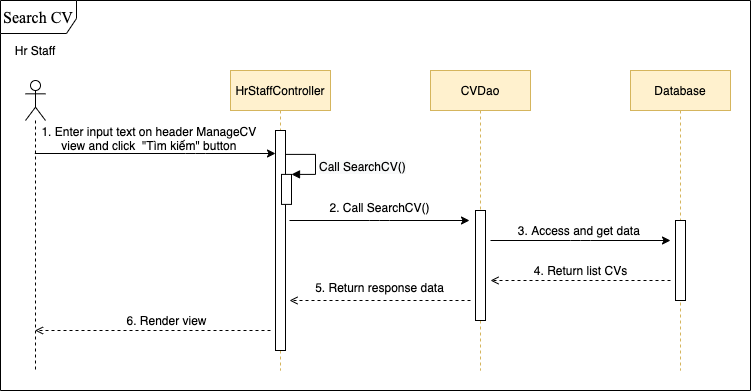 Search CV
Hr Staff
HrStaffController
CVDao
Database
1. Enter input text on header ManageCV
view and click "Tìm kiếm" button
Call SearchCV()
2. Call SearchCV()
3. Access and get data
4. Return list CVs
5. Return response data
6. Render view